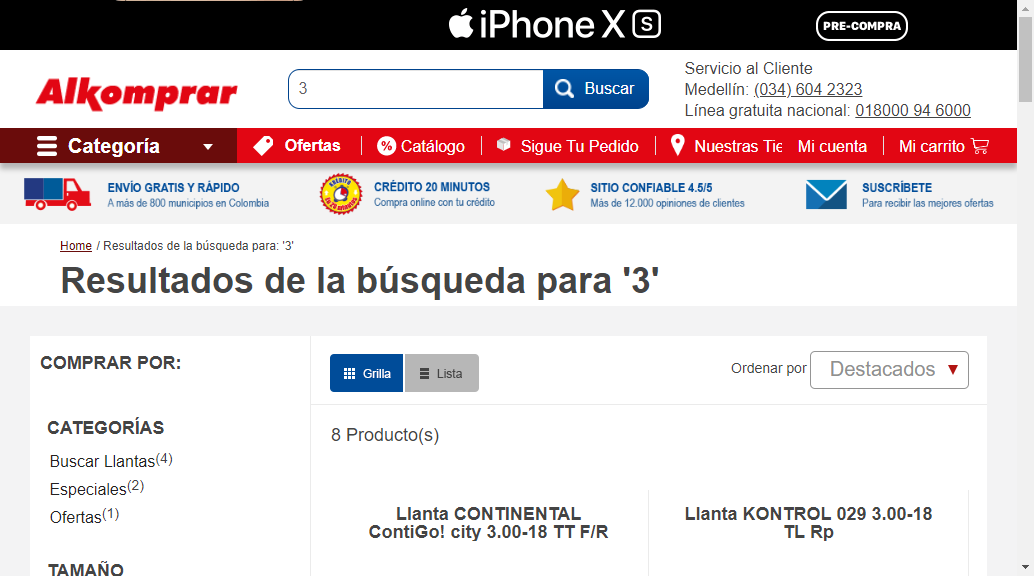 iPhone X S
PRE-COMPRA
Alkomprar
3
Buscar
Servicio al Cliente
Medellín: (034) 604 2323
Línea gratuita nacional: 018000 94 6000
Categoría
Ofertas
% Catálogo
Sigue Tu Pedido
Nuestras Tie
Mi cuenta
Mi carrito
ENVÍO GRATIS Y RÁPIDO
A más de 800 municipios en Colombia
CRÉDITO 20 MINUTOS
Compra online con tu crédito
SITIO CONFIABLE 4.5/5
Más de 12.000 opiniones de clientes
SUSCRÍBETE
Para recibir las mejores ofertas
Home / Resultados de la búsqueda para: '3'
Resultados de la búsqueda para '3'
COMPRAR POR:
Grilla
Lista
Ordenar por
Destacados
8 Producto(s)
CATEGORÍAS
Buscar Llantas(4)
Especiales(2)
Ofertas(1)
TAMAÑO
Llanta CONTINENTAL
ContiGo! city 3.00-18 TT F/R
Llanta KONTROL 029 3.00-18
TL Rp